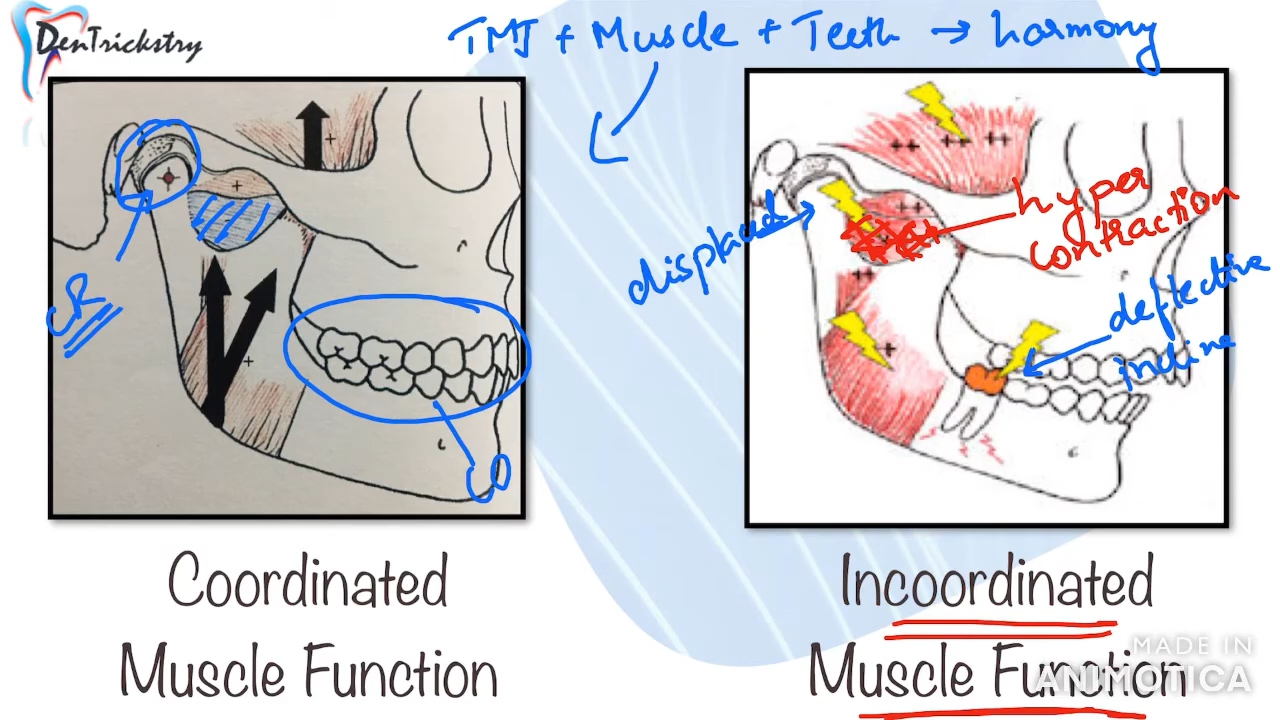 DenTrickstry
TMJ + Muscle + Teeth → harmony
CR
CO
displaced
hyper
contraction
deflective
incline
Coordinated
Muscle Function
Incoordinated
Muscle Function
MADE IN
ANIMOTICA